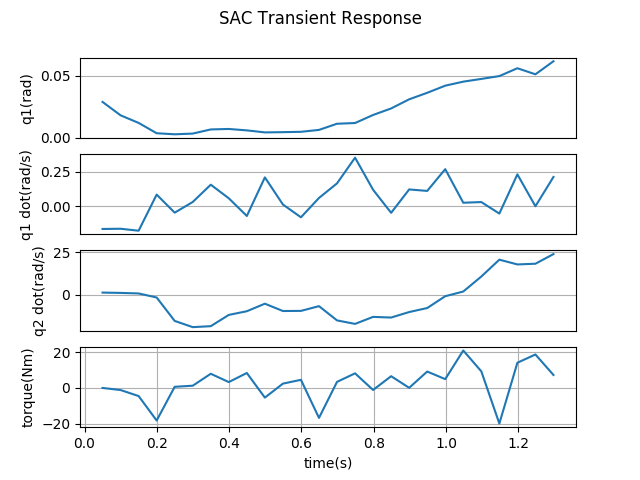 SAC Transient Response
q1(rad)
0.05
0.00
q1 dot(rad/s)
0.25
0.00
q2 dot(rad/s)
25
0
torque(Nm)
20
0
−20
0.0 0.2 0.4 0.6 0.8 1.0 1.2
time(s)